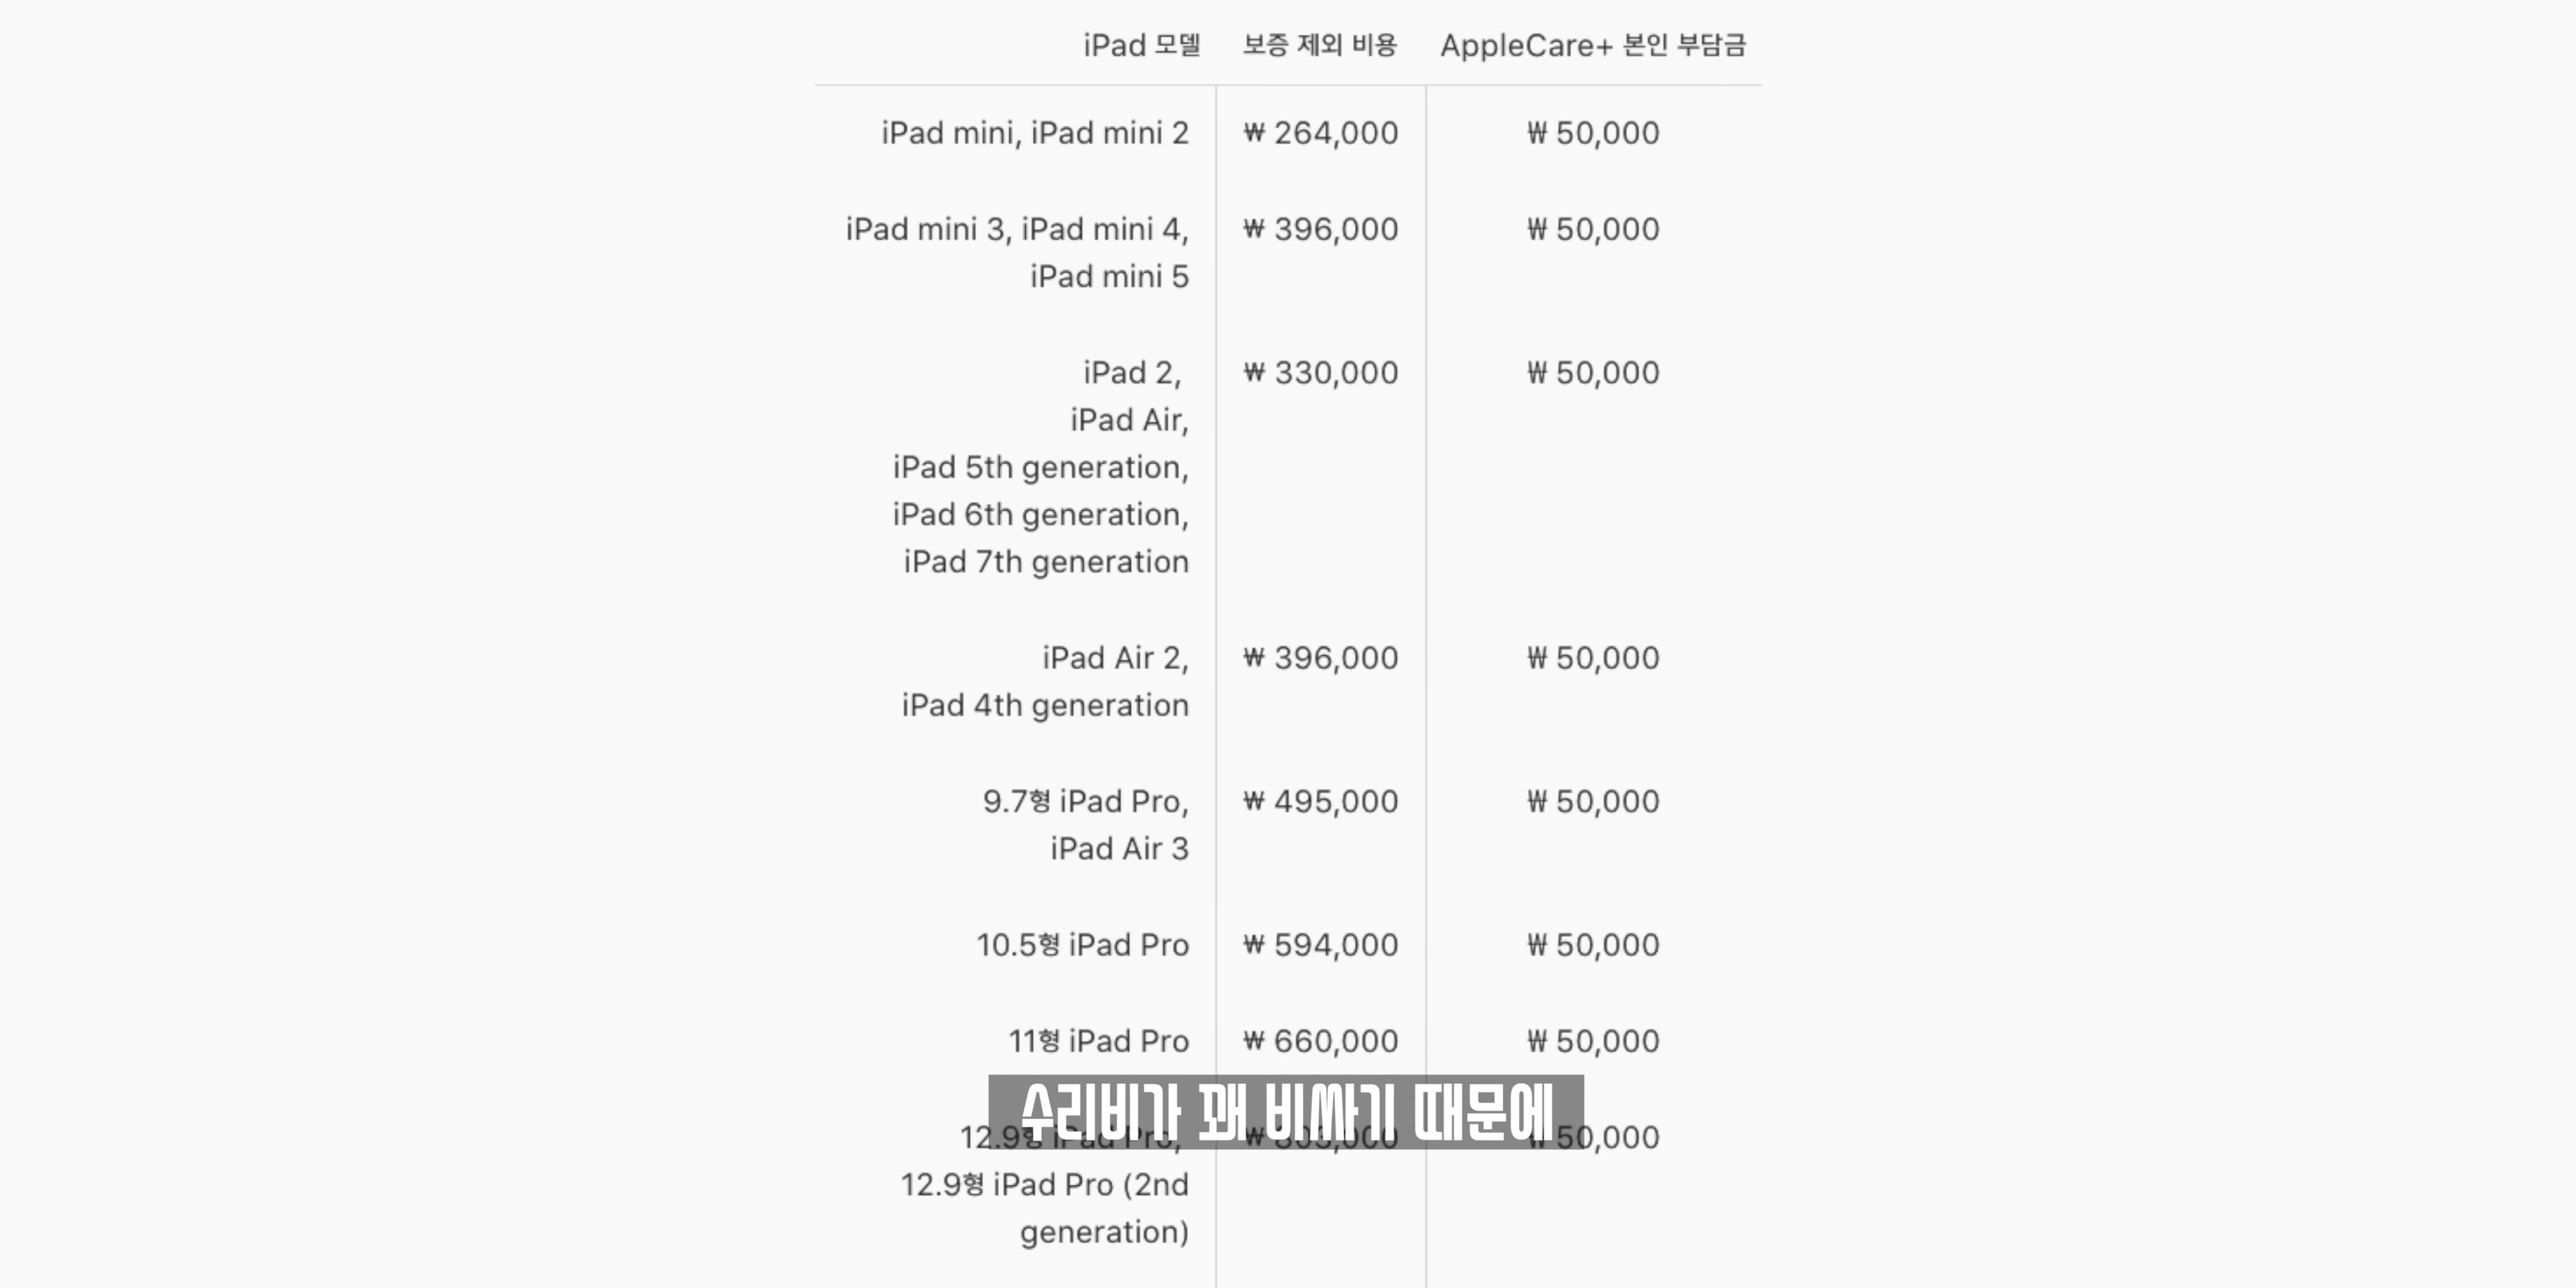 iPad 모델 보증 제외 비용 AppleCare+ 본인 부담금
iPad mini, iPad mini 2 ₩ 264,000 ₩ 50,000
iPad mini 3, iPad mini 4, ₩ 396,000 ₩ 50,000
iPad mini 5
iPad 2, ₩ 330,000 ₩ 50,000
iPad Air,
iPad 5th generation,
iPad 6th generation,
iPad 7th generation
iPad Air 2, ₩ 396,000 ₩ 50,000
iPad 4th generation
9.7형 iPad Pro, ₩ 495,000 ₩ 50,000
iPad Air 3
10.5형 iPad Pro ₩ 594,000 ₩ 50,000
11형 iPad Pro ₩ 660,000 ₩ 50,000
수리비가 꽤 비싸기 때문에
12.9형 iPad Pro, ₩ 50,000
12.9형 iPad Pro (2nd
generation)